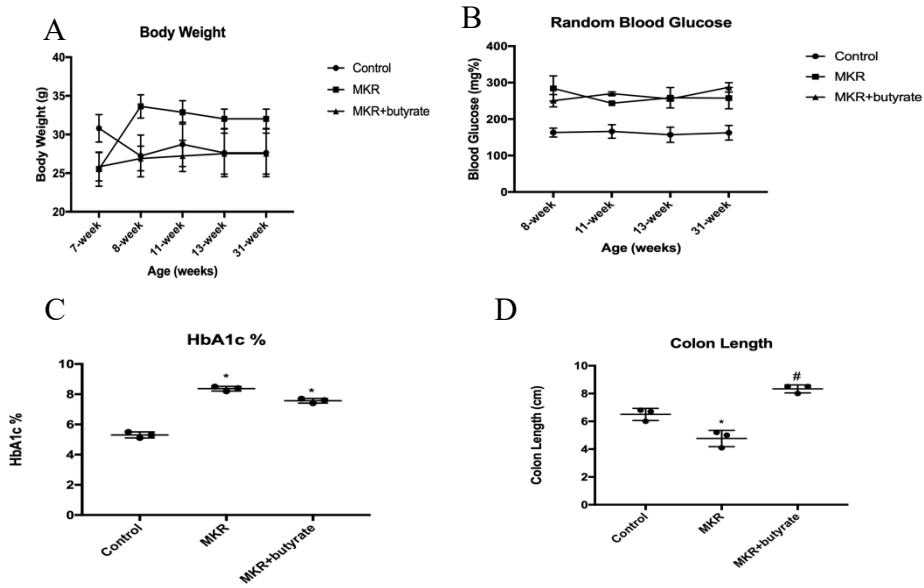 A
Body Weight
Body Weight (g)
35
30
25
20
7-week
8-week
11-week
13-week
31-week
Age (weeks)
Control
MKR
MKR+butyrate
B
Random Blood Glucose
Blood Glucose (mg%)
400
300
200
100
0
8-week
11-week
13-week
31-week
Age (weeks)
Control
MKR
MKR+butyrate
C
HbA1c %
HbA1c %
10
8
6
4
2
0
*
*
Control
MKR
MKR+butyrate
D
Colon Length
Colon Length (cm)
10
8
6
4
2
0
*
#
Control
MKR
MKR+butyrate